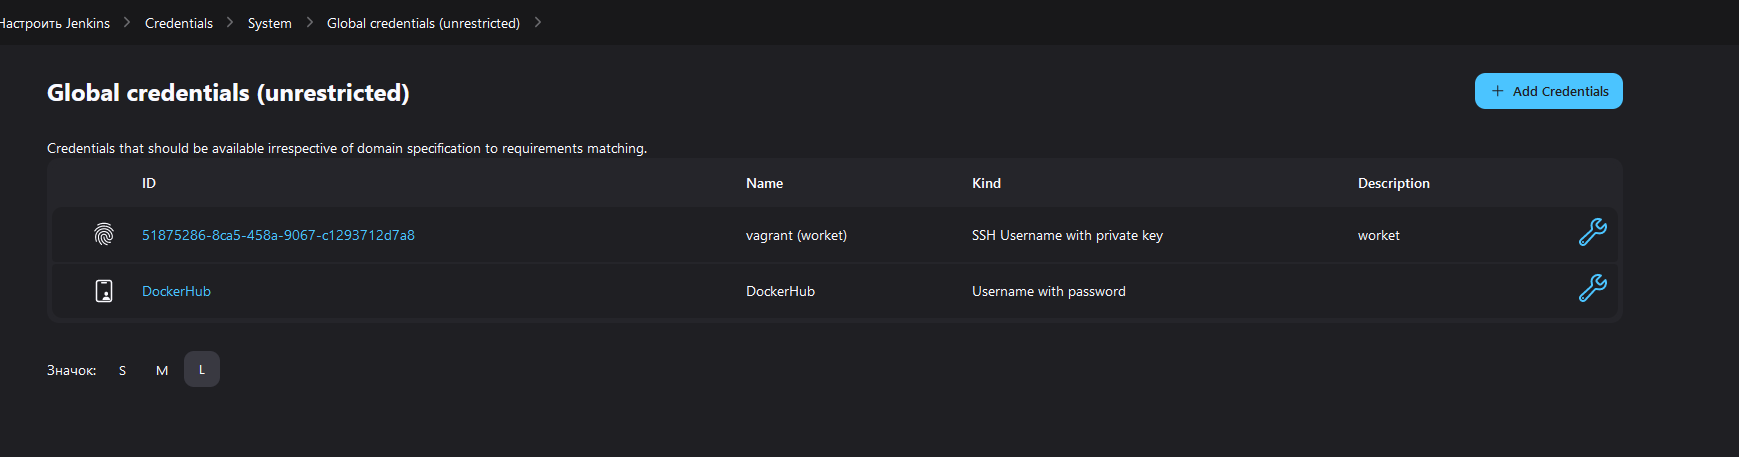 Настроить Jenkins > Credentials > System > Global credentials (unrestricted) >
Global credentials (unrestricted)
+ Add Credentials
Credentials that should be available irrespective of domain specification to requirements matching.
ID Name Kind Description
51875286-8ca5-458a-9067-c1293712d7a8 vagrant (worket) SSH Username with private key worket
DockerHub DockerHub Username with password
Значок: S M L